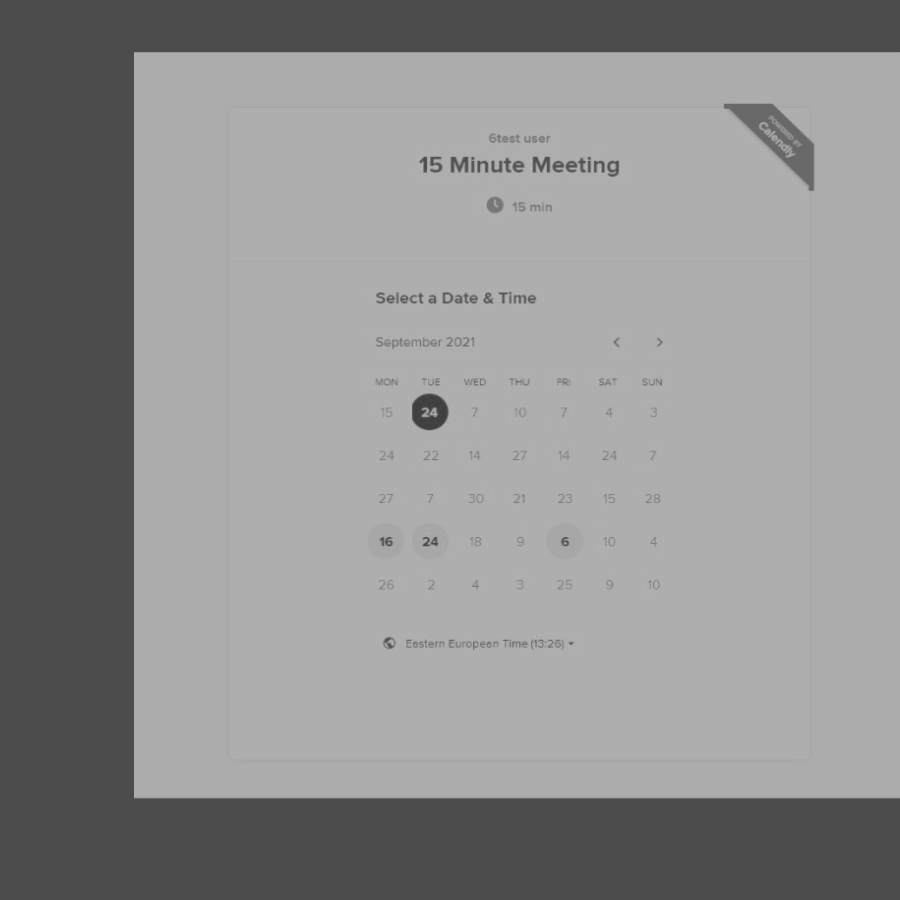 6test user
15 Minute Meeting
15 min
POWERED BY
Calendly
Select a Date & Time
September 2021
MON TUE WED THU FRI SAT SUN
15 24 7 10 7 4 3
24 22 14 27 14 24 7
27 7 30 21 23 15 28
16 24 18 9 6 10 4
26 2 4 3 25 9 10
Eastern European Time (13:26)